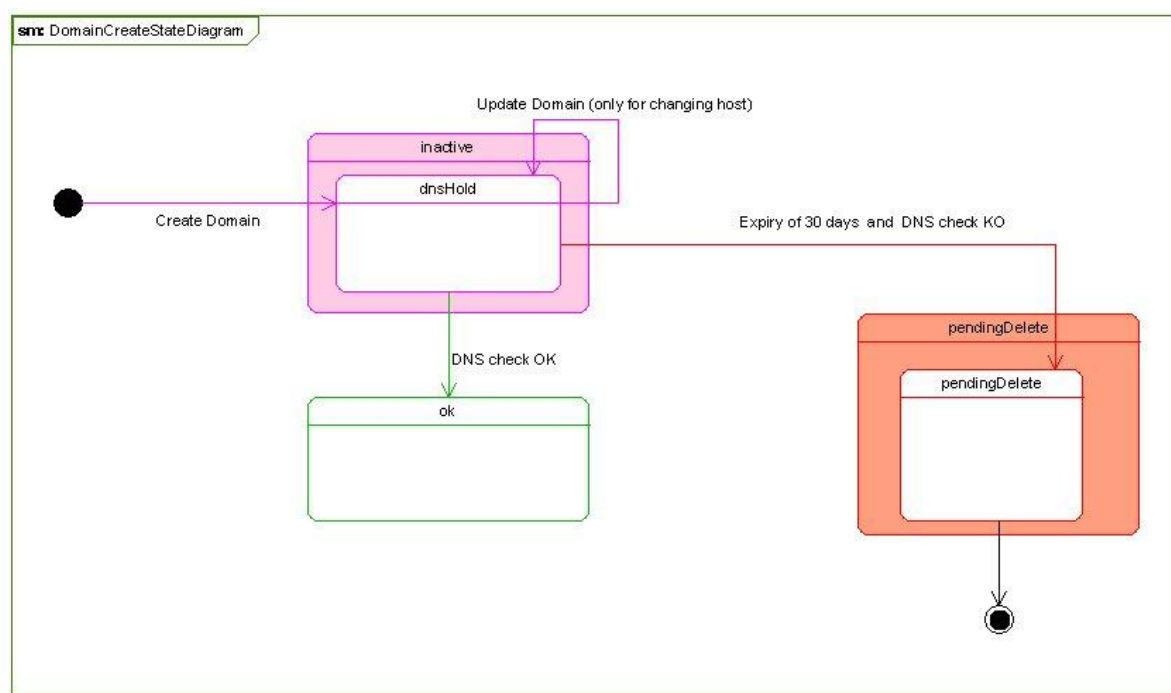 sm: DomainCreateStateDiagram
Update Domain (only for changing host)
inactive
dnsHold
Create Domain
Expiry of 30 days and DNS check KO
pendingDelete
DNS check OK
pendingDelete
ok